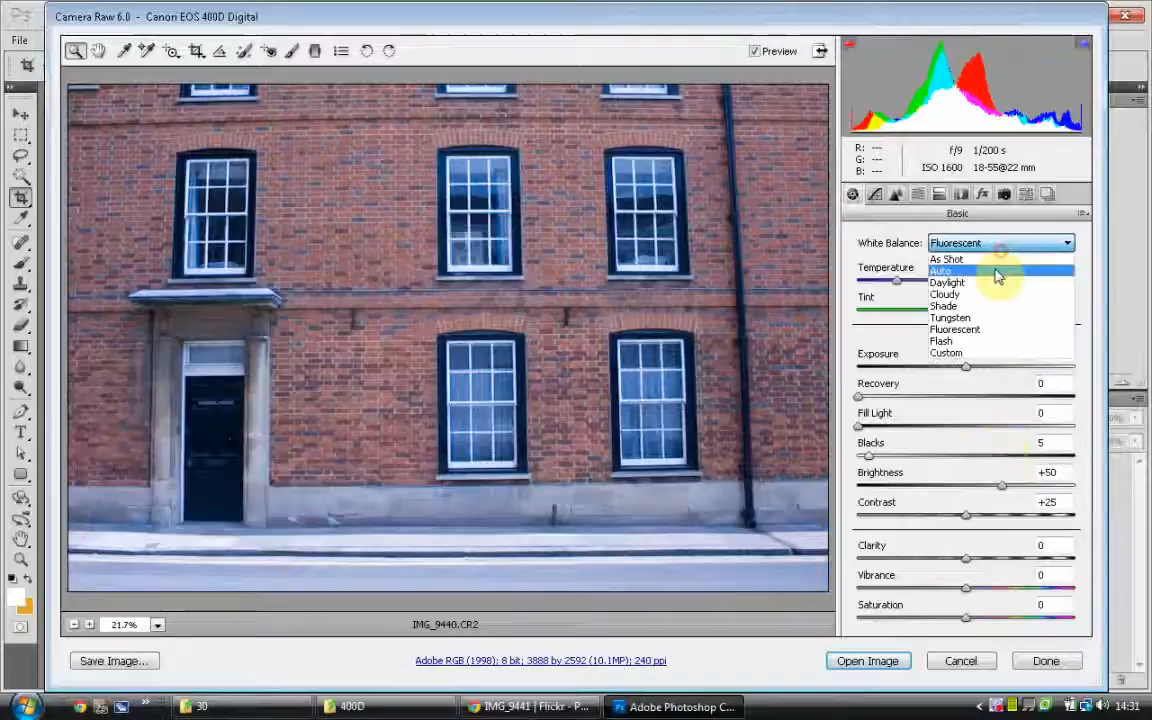 Camera Raw 6.0 - Canon EOS 400D Digital
File
Preview
R: ---
G: ---
B: ---
f/9 1/200 s
ISO 1600 18-55@22 mm
Basic
White Balance: Fluorescent
As Shot
Temperature
Auto
Daylight
Tint
Cloudy
Shade
Tungsten
Fluorescent
Flash
Custom
Exposure
Recovery 0
Fill Light 0
Blacks 5
Brightness +50
Contrast +25
Clarity 0
Vibrance 0
Saturation 0
21.7%
IMG_9440.CR2
Save Image...
Adobe RGB (1998); 8 bit; 3888 by 2592 (10.1MP); 240 ppi
Open Image
Cancel
Done
30
400D
IMG_9441 | Flickr - P...
Adobe Photoshop C...
14:31